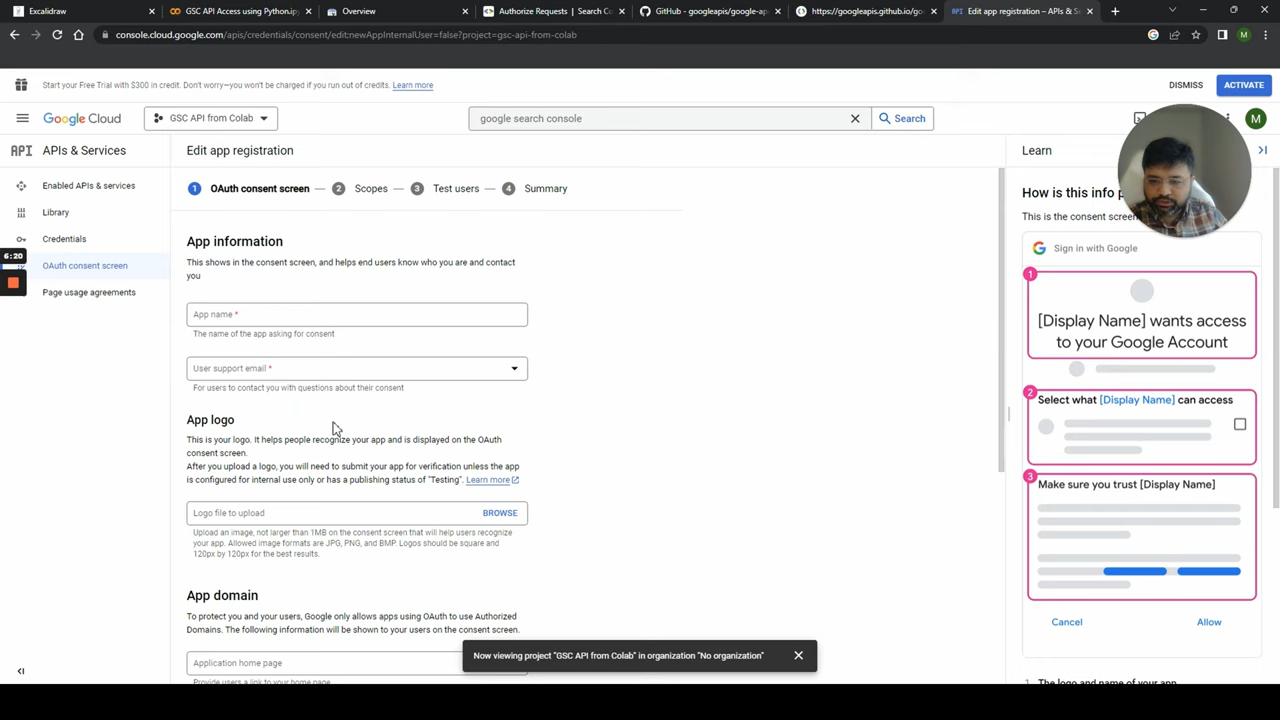 Excalidraw
GSC API Access using Python.ip
Overview
Authorize Requests | Search Co
GitHub - googleapis/google-ap
https://googleapis.github.io/go
Edit app registration – APIs & S
console.cloud.google.com/apis/credentials/consent/edit;newAppInternalUser=false?project=gsc-api-from-colab
M
Start your Free Trial with $300 in credit. Don't worry—you won't be charged if you run out of credits. Learn more
DISMISS
ACTIVATE
Google Cloud
GSC API from Colab
google search console
Search
M
API APIs & Services
Enabled APIs & services
Library
Credentials
OAuth consent screen
Page usage agreements
6:20
Edit app registration
1 OAuth consent screen — 2 Scopes — 3 Test users — 4 Summary
App information
This shows in the consent screen, and helps end users know who you are and contact
you
App name *
The name of the app asking for consent
User support email *
For users to contact you with questions about their consent
App logo
This is your logo. It helps people recognize your app and is displayed on the OAuth
consent screen.
After you upload a logo, you will need to submit your app for verification unless the app
is configured for internal use only or has a publishing status of "Testing". Learn more
Logo file to upload
BROWSE
Upload an image, not larger than 1MB on the consent screen that will help users recognize
your app. Allowed image formats are JPG, PNG, and BMP. Logos should be square and
120px by 120px for the best results.
App domain
To protect you and your users, Google only allows apps using OAuth to use Authorized
Domains. The following information will be shown to your users on the consent screen.
Application home page
Provide users a link to your home page
Now viewing project "GSC API from Colab" in organization "No organization"
Learn
How is this info p
This is the consent screen
Sign in with Google
1
[Display Name] wants access
to your Google Account
2
Select what [Display Name] can access
3
Make sure you trust [Display Name]
Cancel
Allow
1 The logo and name of your app